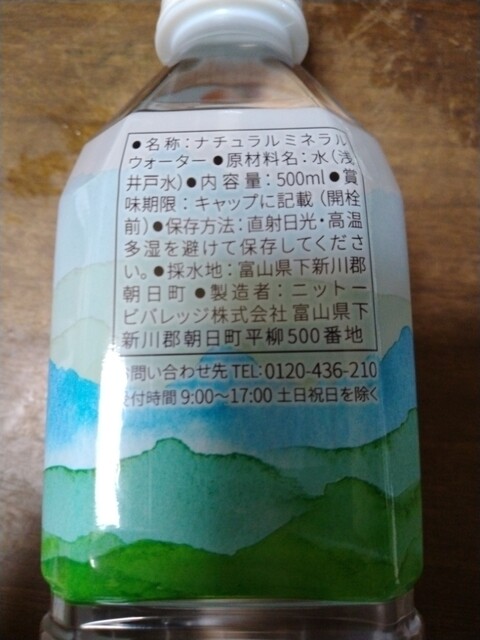 ●名称：ナチュラルミネラル
ウォーター●原材料名：水（浅
井戸水）●内容量：500ml●賞
味期限：キャップに記載（開栓
前）●保存方法：直射日光・高温
多湿を避けて保存してくださ
い。●採水地：富山県下新川郡
朝日町●製造者：ニットー
ビバレッジ株式会社 富山県下
新川郡朝日町平柳500番地
お問い合わせ先 TEL：0120-436-210
受付時間 9:00～17:00 土日祝日を除く